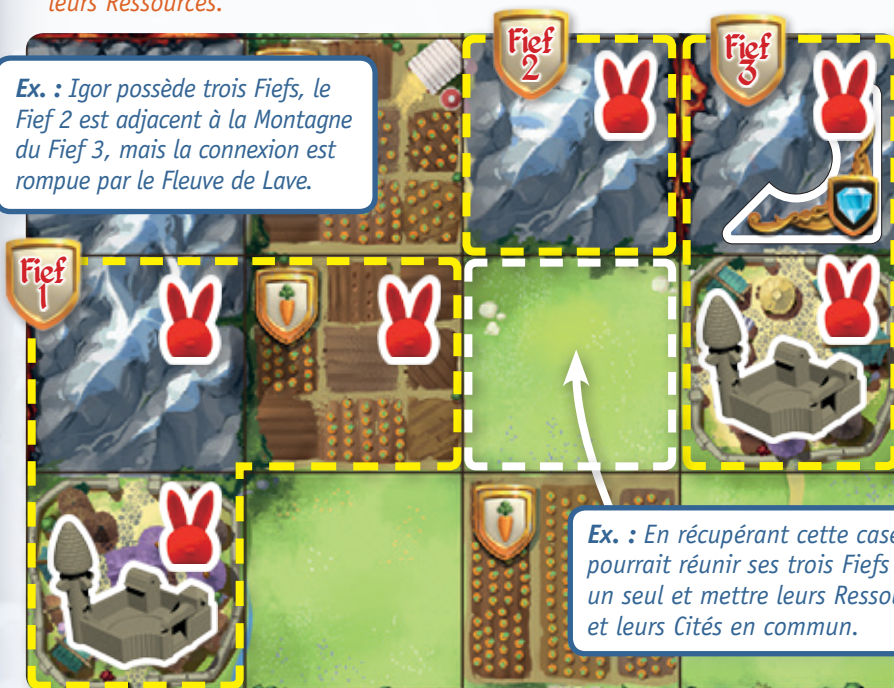 leurs Ressources.
Ex. : Igor possède trois Fiefs, le
Fief 2 est adjacent à la Montagne
du Fief 3, mais la connexion est
rompue par le Fleuve de Lave.
Fief
2
Fief
3
Fief
1
Ex. : En récupérant cette case
pourrait réunir ses trois Fiefs
un seul et mettre leurs Ressou
et leurs Cités en commun.